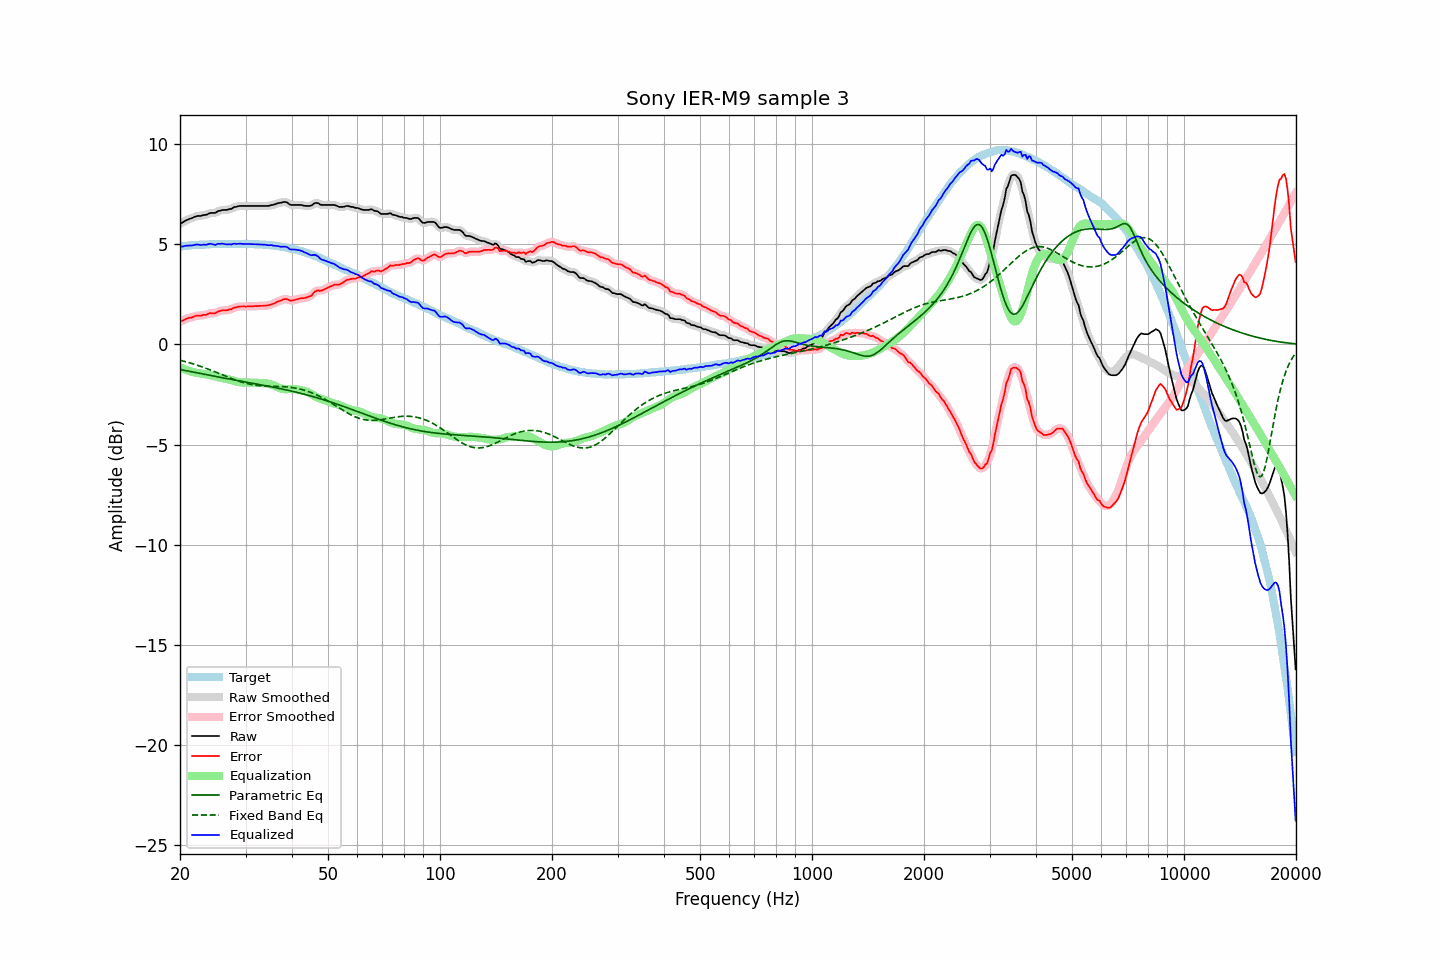 Sony IER-M9 sample 3
10
5
0
−5
−10
−15
−20
−25
Amplitude (dBr)
Target
Raw Smoothed
Error Smoothed
Raw
Error
Equalization
Parametric Eq
Fixed Band Eq
Equalized
20 50 100 200 500 1000 2000 5000 10000 20000
Frequency (Hz)